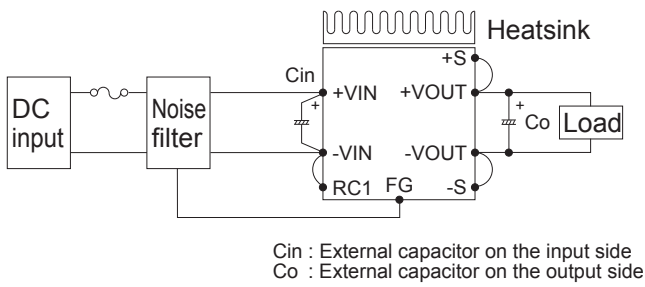 Heatsink
+S
Cin
+VIN
+VOUT
DC
input
Noise
filter
+
+
Co
Load
-VIN
-VOUT
RC1
FG
-S
Cin : External capacitor on the input side
Co : External capacitor on the output side